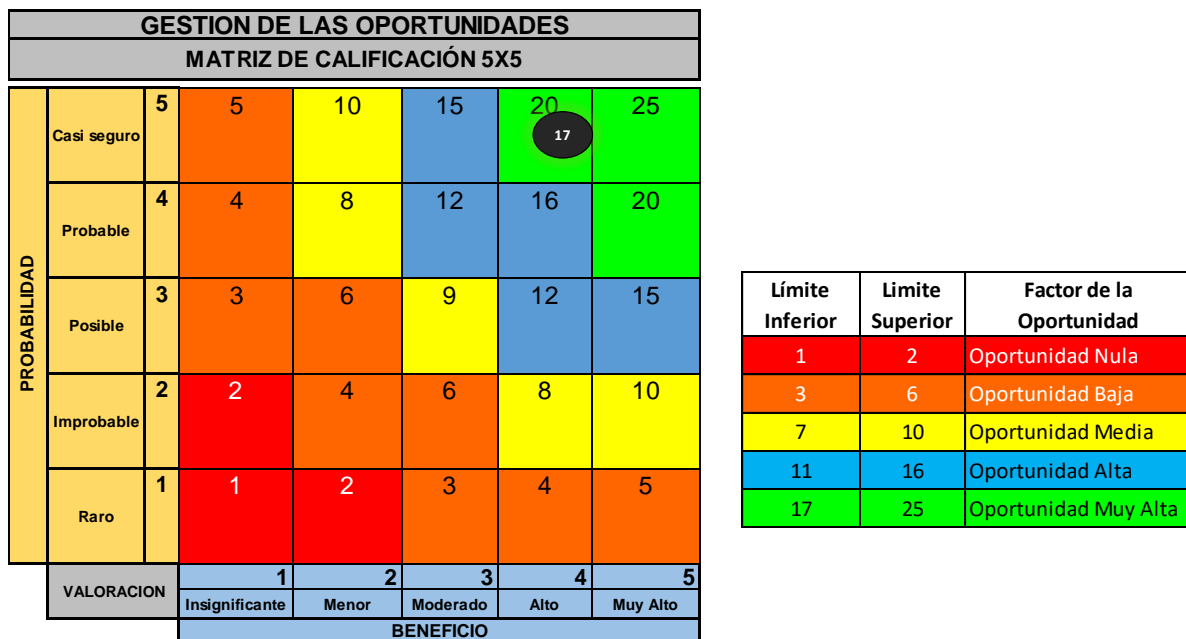 GESTION DE LAS OPORTUNIDADES
MATRIZ DE CALIFICACIÓN 5X5
PROBABILIDAD
Casi seguro 5 5 10 15 20 25
17
Probable 4 4 8 12 16 20
Posible 3 3 6 9 12 15
Improbable 2 2 4 6 8 10
Raro 1 1 2 3 4 5
VALORACION
1 2 3 4 5
Insignificante Menor Moderado Alto Muy Alto
BENEFICIO
Límite Inferior Limite Superior Factor de la Oportunidad
1 2 Oportunidad Nula
3 6 Oportunidad Baja
7 10 Oportunidad Media
11 16 Oportunidad Alta
17 25 Oportunidad Muy Alta